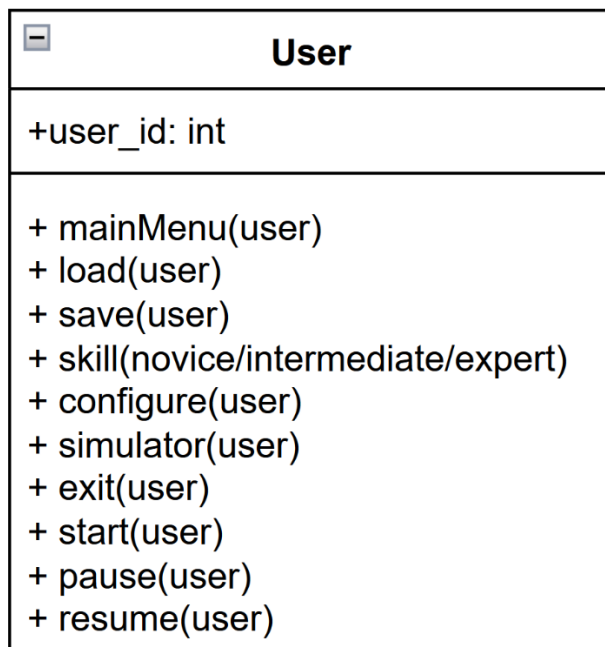 User
+user_id: int
+ mainMenu(user)
+ load(user)
+ save(user)
+ skill(novice/intermediate/expert)
+ configure(user)
+ simulator(user)
+ exit(user)
+ start(user)
+ pause(user)
+ resume(user)